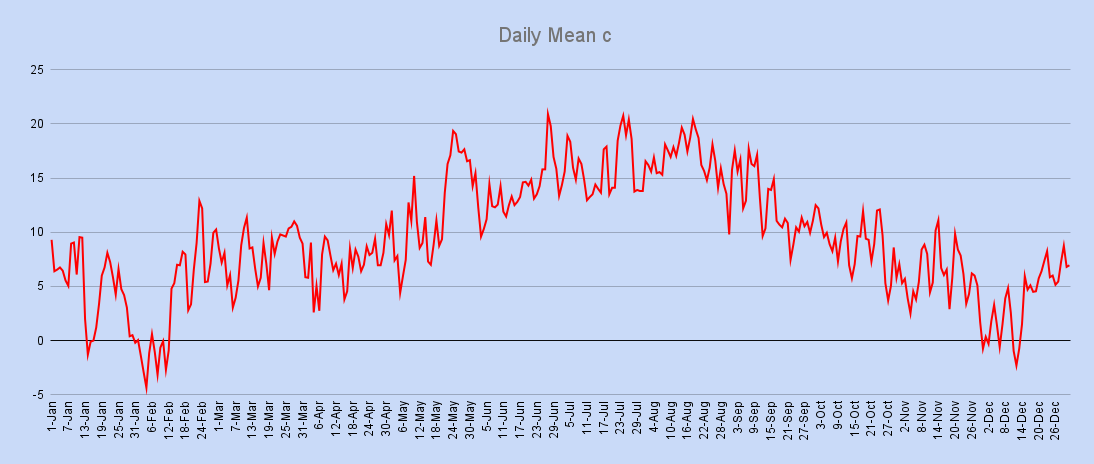 Daily Mean c
25
20
15
10
5
0
-5
1-Jan
7-Jan
13-Jan
19-Jan
25-Jan
31-Jan
6-Feb
12-Feb
18-Feb
24-Feb
1-Mar
7-Mar
13-Mar
19-Mar
25-Mar
31-Mar
6-Apr
12-Apr
18-Apr
24-Apr
30-Apr
6-May
12-May
18-May
24-May
30-May
5-Jun
11-Jun
17-Jun
23-Jun
29-Jun
5-Jul
11-Jul
17-Jul
23-Jul
29-Jul
4-Aug
10-Aug
16-Aug
22-Aug
28-Aug
3-Sep
9-Sep
15-Sep
21-Sep
27-Sep
3-Oct
9-Oct
15-Oct
21-Oct
27-Oct
2-Nov
8-Nov
14-Nov
20-Nov
26-Nov
2-Dec
8-Dec
14-Dec
20-Dec
26-Dec